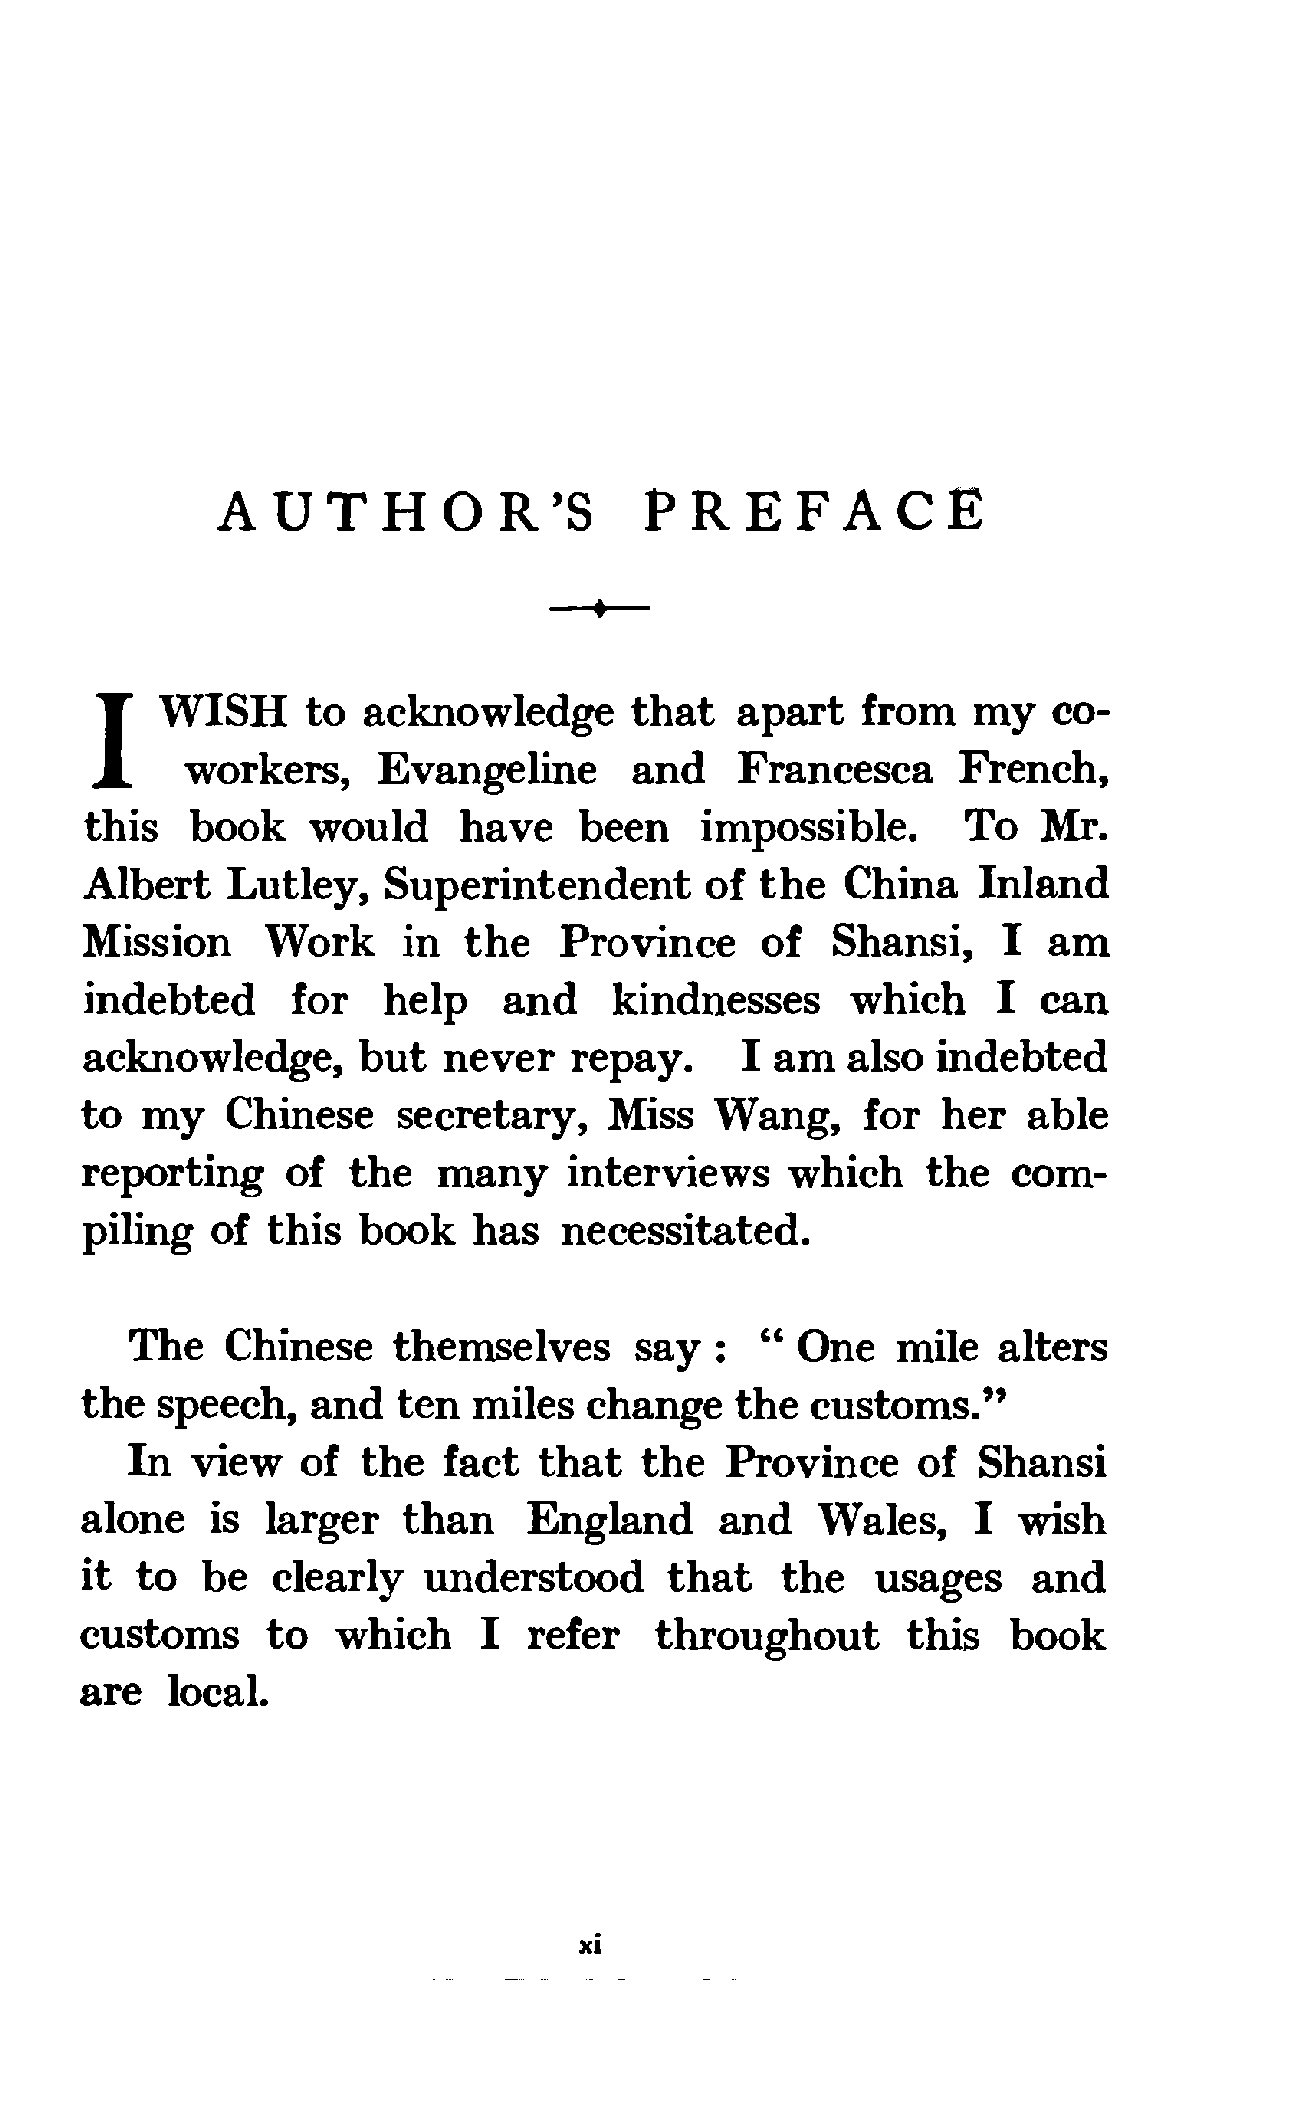 AUTHOR'S PREFACE
I WISH to acknowledge that apart from my co-
workers, Evangeline and Francesca French,
this book would have been impossible. To Mr.
Albert Lutley, Superintendent of the China Inland
Mission Work in the Province of Shansi, I am
indebted for help and kindnesses which I can
acknowledge, but never repay. I am also indebted
to my Chinese secretary, Miss Wang, for her able
reporting of the many interviews which the com-
piling of this book has necessitated.
The Chinese themselves say : “ One mile alters
the speech, and ten miles change the customs.”
In view of the fact that the Province of Shansi
alone is larger than England and Wales, I wish
it to be clearly understood that the usages and
customs to which I refer throughout this book
are local.
xi